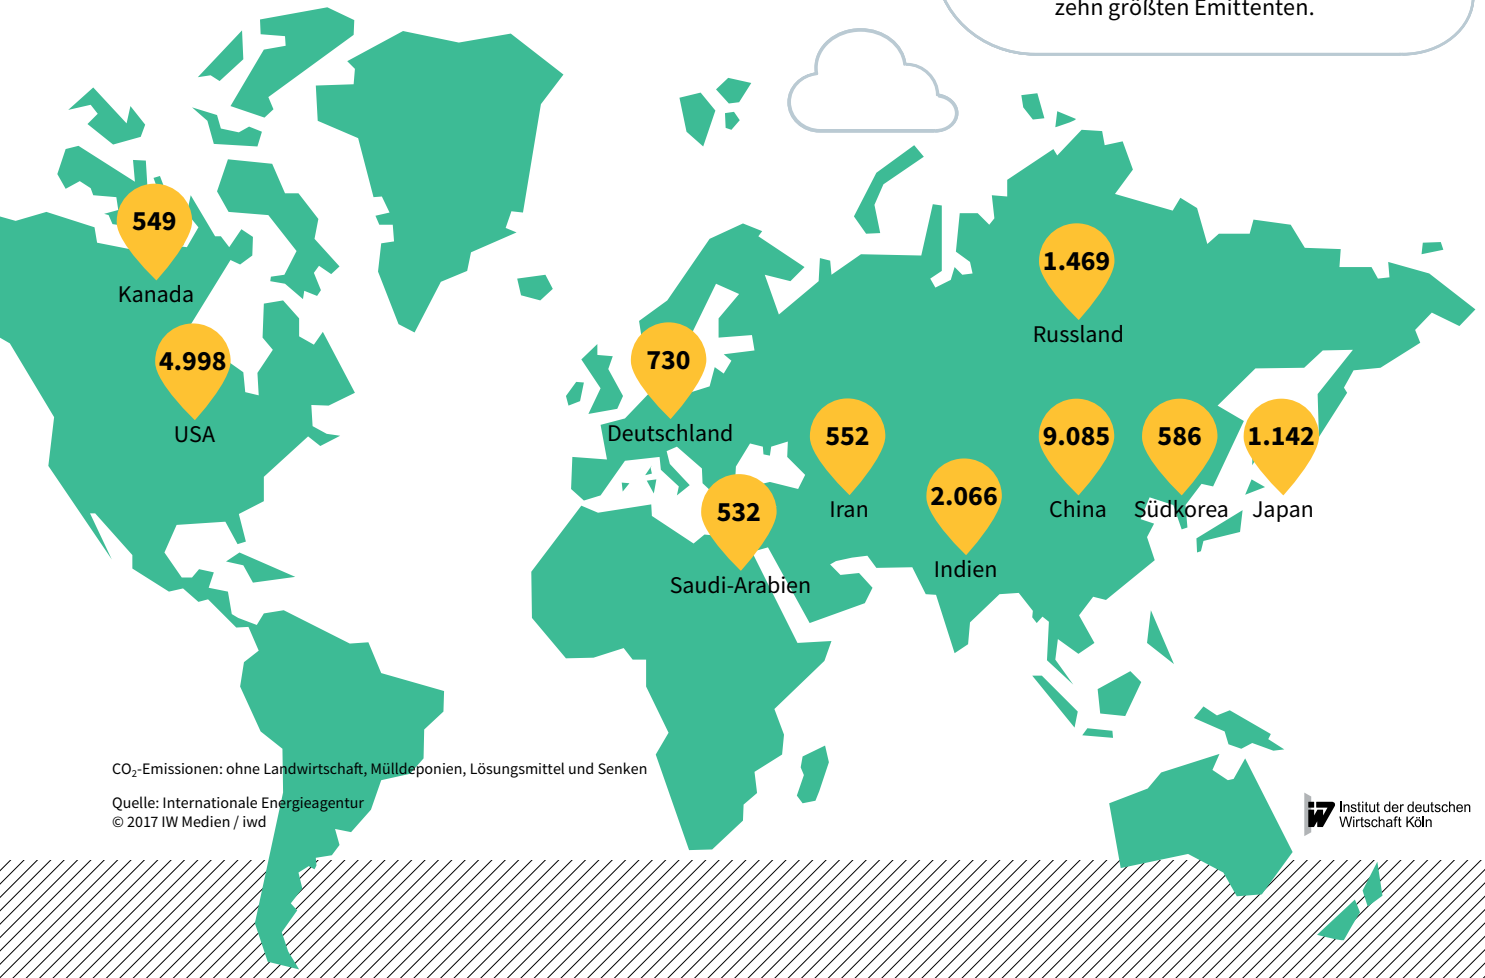 zehn größten Emittenten.
549
Kanada
1.469
Russland
4.998
USA
730
Deutschland
552
Iran
9.085
China
586
Südkorea
1.142
Japan
2.066
Indien
532
Saudi-Arabien
CO₂-Emissionen: ohne Landwirtschaft, Mülldeponien, Lösungsmittel und Senken
Quelle: Internationale Energieagentur
© 2017 IW Medien / iwd
iw Institut der deutschen
Wirtschaft Köln